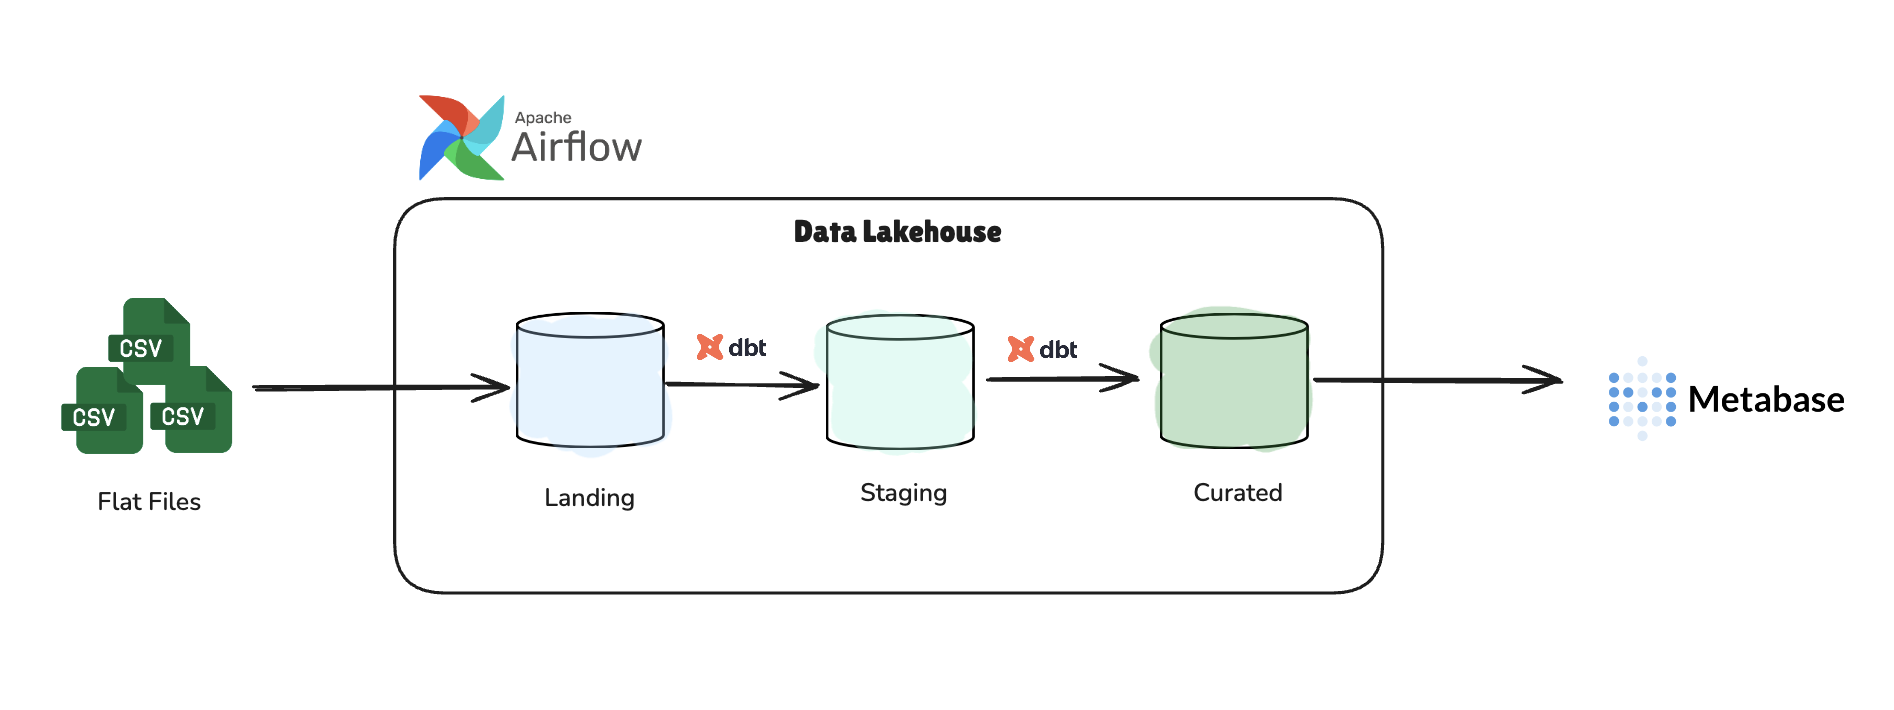 Apache
Airflow
Data Lakehouse
CSV
CSV
CSV
Flat Files
dbt
dbt
Landing
Staging
Curated
Metabase